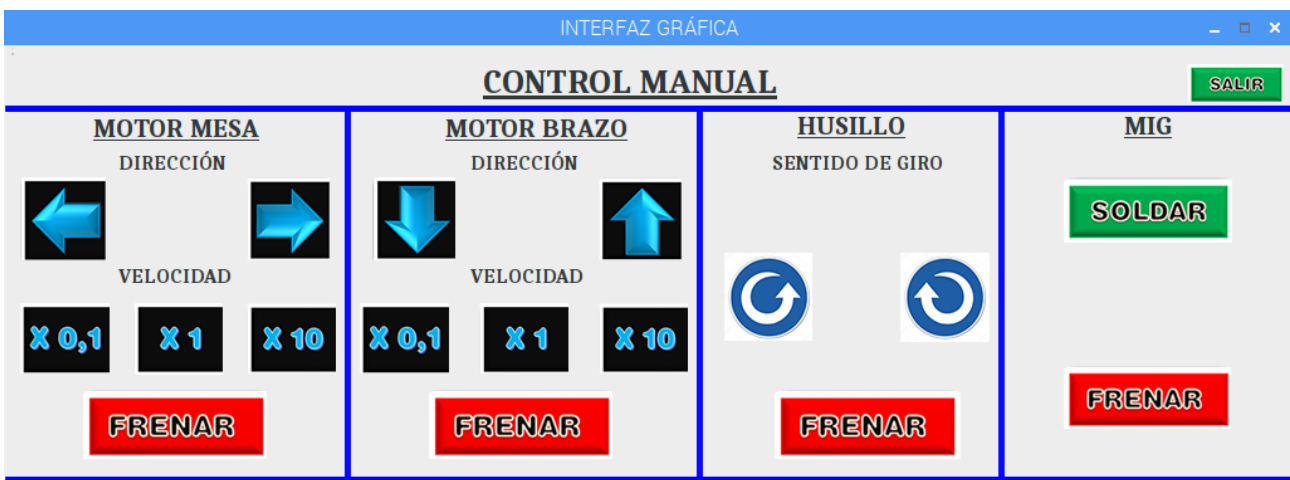 INTERFAZ GRÁFICA
CONTROL MANUAL
SALIR
MOTOR MESA
DIRECCIÓN
VELOCIDAD
X 0,1
X 1
X 10
FRENAR
MOTOR BRAZO
DIRECCIÓN
VELOCIDAD
X 0,1
X 1
X 10
FRENAR
HUSILLO
SENTIDO DE GIRO
FRENAR
MIG
SOLDAR
FRENAR